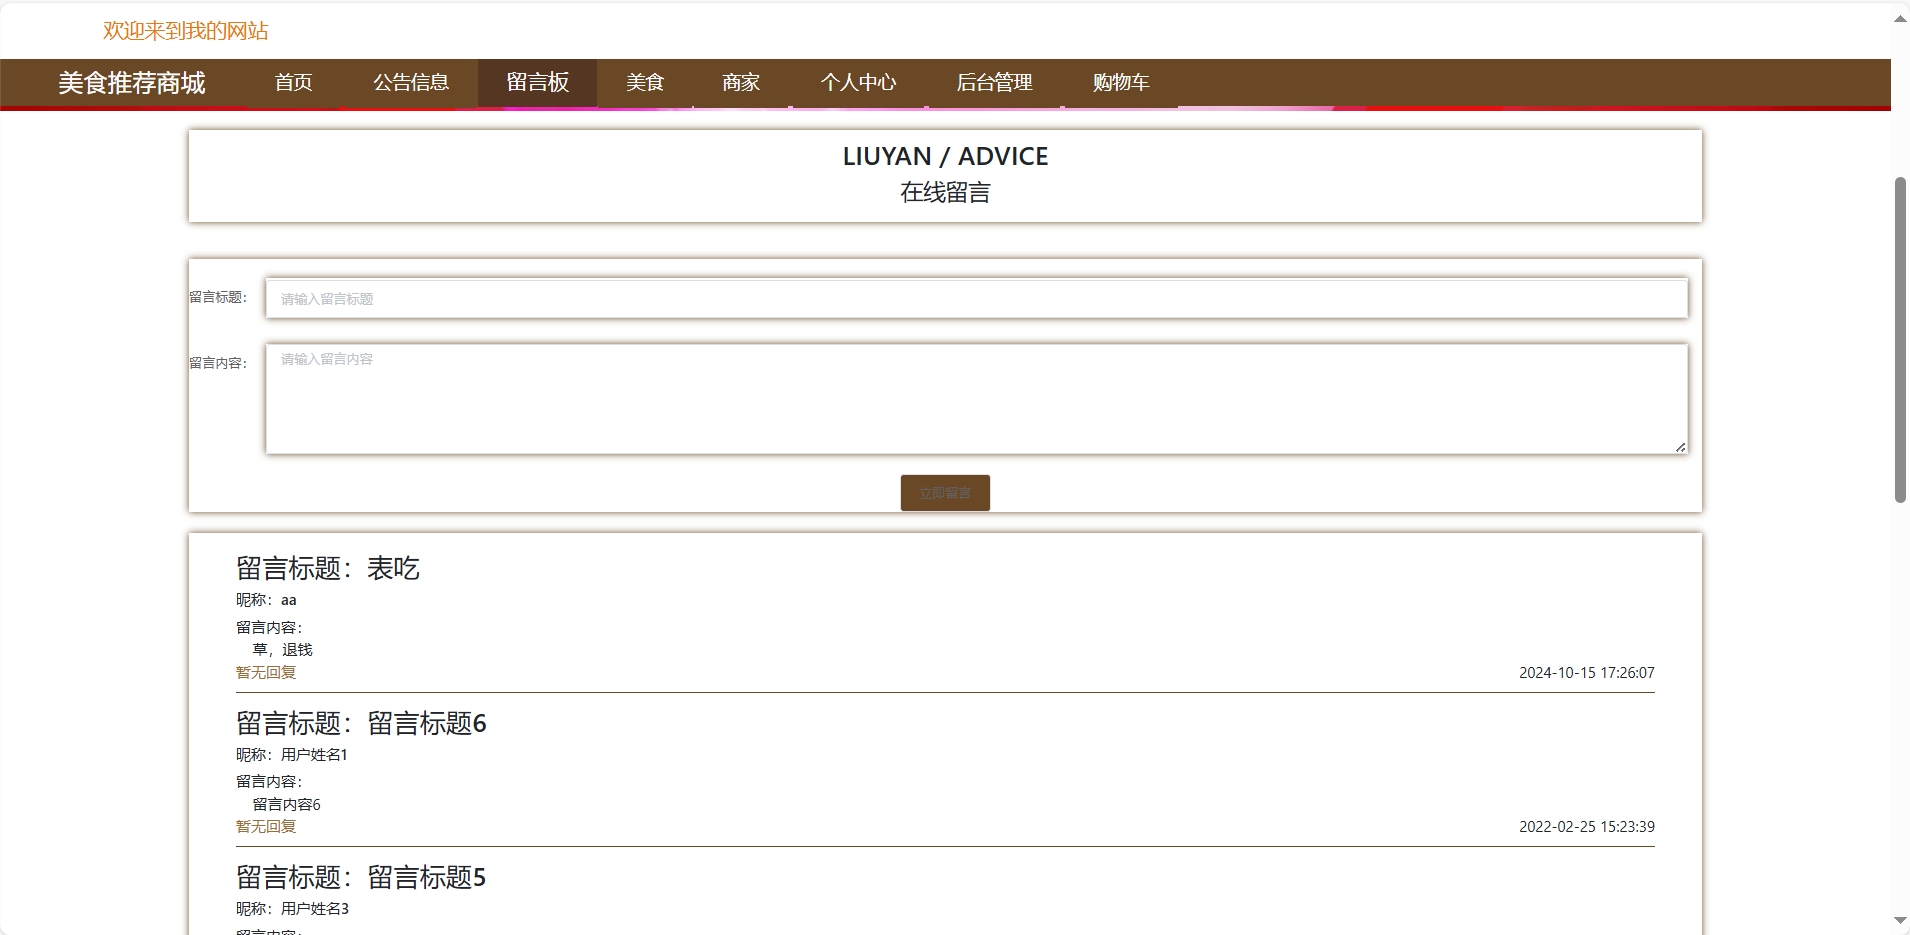 欢迎来到我的网站
美食推荐商城 首页 公告信息 留言板 美食 商家 个人中心 后台管理 购物车
LIUYAN / ADVICE
在线留言
留言标题： 请输入留言标题
留言内容： 请输入留言内容
立即留言
留言标题：表吃
昵称：aa
留言内容：
草，退钱
暂无回复 2024-10-15 17:26:07
留言标题：留言标题6
昵称：用户姓名1
留言内容：
留言内容6
暂无回复 2022-02-25 15:23:39
留言标题：留言标题5
昵称：用户姓名3
留言内容：